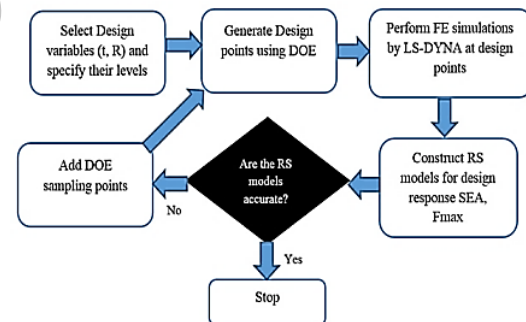 Select Design
variables (t, R) and
specify their levels
Generate Design
points using DOE
Perform FE simulations
by LS-DYNA at design
points
Add DOE
sampling points
Are the RS
models
accurate?
Construct RS
models for design
response SEA,
Fmax
No
Yes
Stop